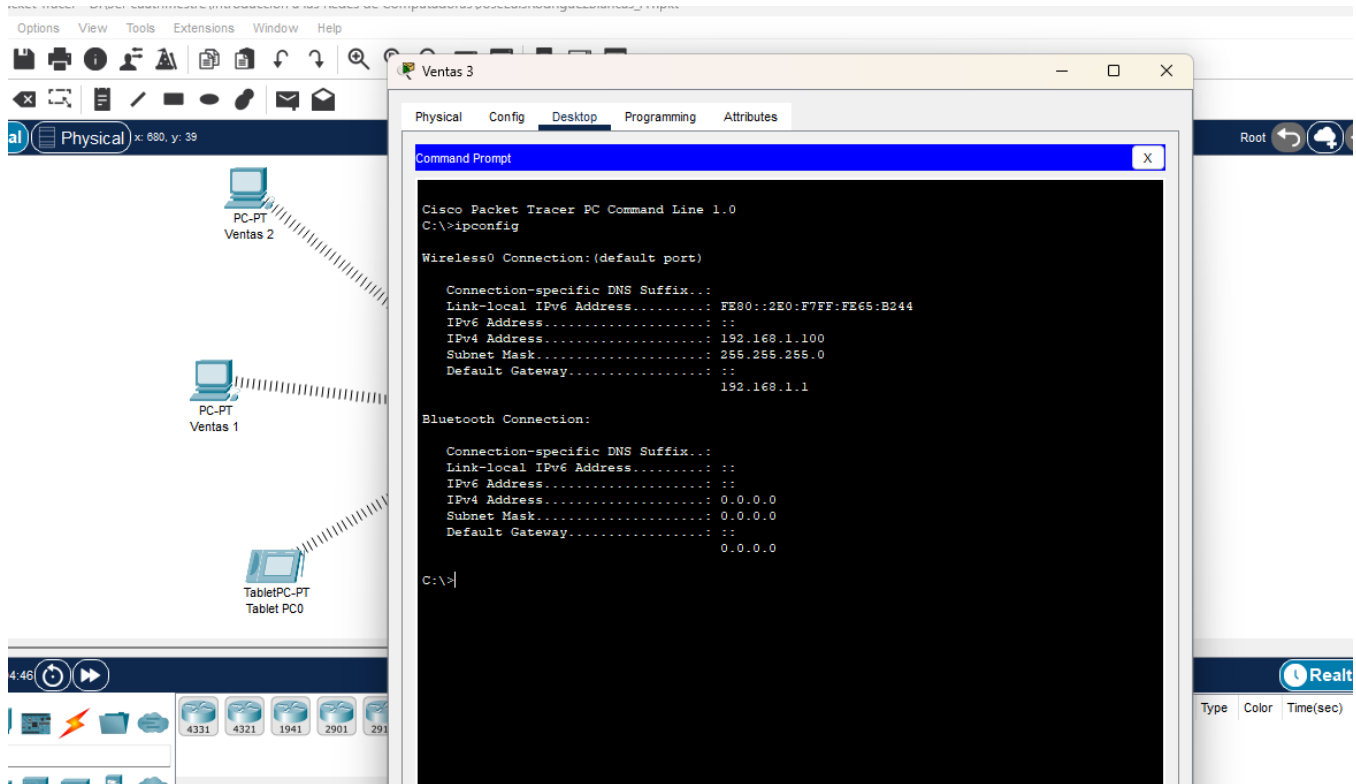 Options View Tools Extensions Window Help
Ventas 3
Physical Config Desktop Programming Attributes
Physical x: 680, y: 39
Root
Command Prompt
X
Cisco Packet Tracer PC Command Line 1.0
C:\>ipconfig
Wireless0 Connection:(default port)
Connection-specific DNS Suffix..:
Link-local IPv6 Address.........: FE80::2E0:F7FF:FE65:B244
IPv6 Address....................: ::
IPv4 Address....................: 192.168.1.100
Subnet Mask.....................: 255.255.255.0
Default Gateway.................: ::
192.168.1.1
Bluetooth Connection:
Connection-specific DNS Suffix..:
Link-local IPv6 Address.........: ::
IPv6 Address....................: ::
IPv4 Address....................: 0.0.0.0
Subnet Mask.....................: 0.0.0.0
Default Gateway.................: ::
0.0.0.0
C:\>
PC-PT
Ventas 2
PC-PT
Ventas 1
TabletPC-PT
Tablet PC0
4:46
Realt
4331 4321 1941 2901 291
Type Color Time(sec)